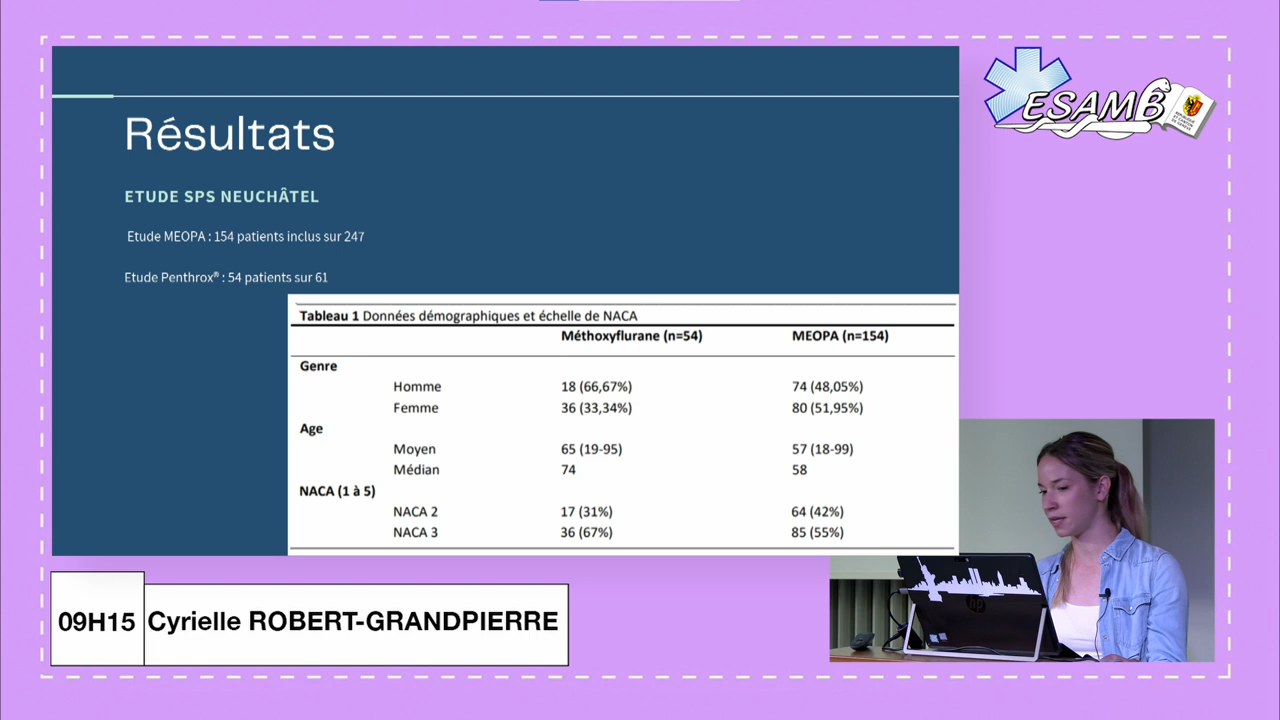 Résultats
ETUDE SPS NEUCHÂTEL
Etude MEOPA : 154 patients inclus sur 247
Etude Penthrox® : 54 patients sur 61
Tableau 1 Données démographiques et échelle de NACA
Méthoxyflurane (n=54) MEOPA (n=154)
Genre
Homme 18 (66,67%) 74 (48,05%)
Femme 36 (33,34%) 80 (51,95%)
Age
Moyen 65 (19-95) 57 (18-99)
Médian 74 58
NACA (1 à 5)
NACA 2 17 (31%) 64 (42%)
NACA 3 36 (67%) 85 (55%)
ESAMB
09H15 Cyrielle ROBERT-GRANDPIERRE
hp